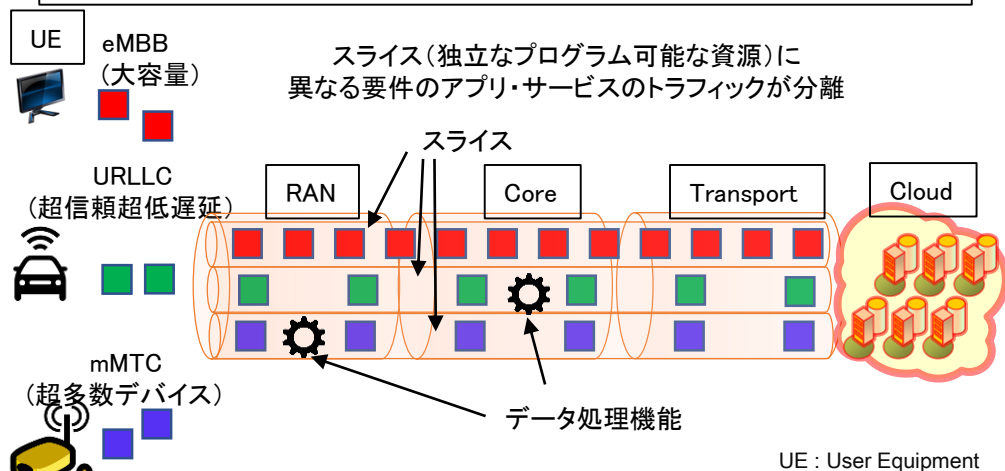 UE
eMBB
(大容量)
スライス(独立なプログラム可能な資源)に
異なる要件のアプリ・サービスのトラフィックが分離
スライス
URLLC
(超信頼超低遅延)
RAN
Core
Transport
Cloud
mMTC
(超多数デバイス)
データ処理機能
UE : User Equipment